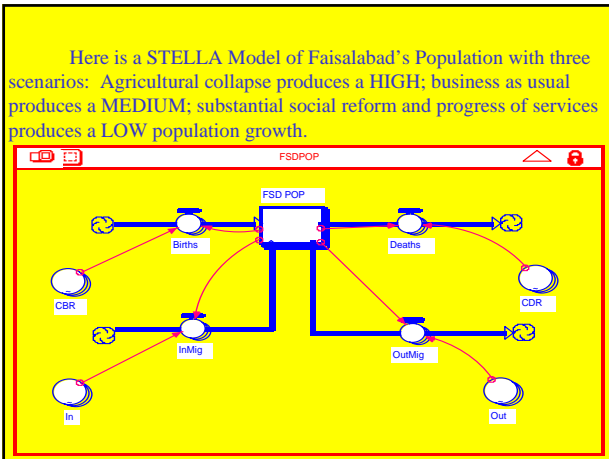 Here is a STELLA Model of Faisalabad's Population with three
scenarios: Agricultural collapse produces a HIGH; business as usual
produces a MEDIUM; substantial social reform and progress of services
produces a LOW population growth.
FSDPOP
FSD POP
Births
Deaths
CBR
CDR
InMig
OutMig
In
Out